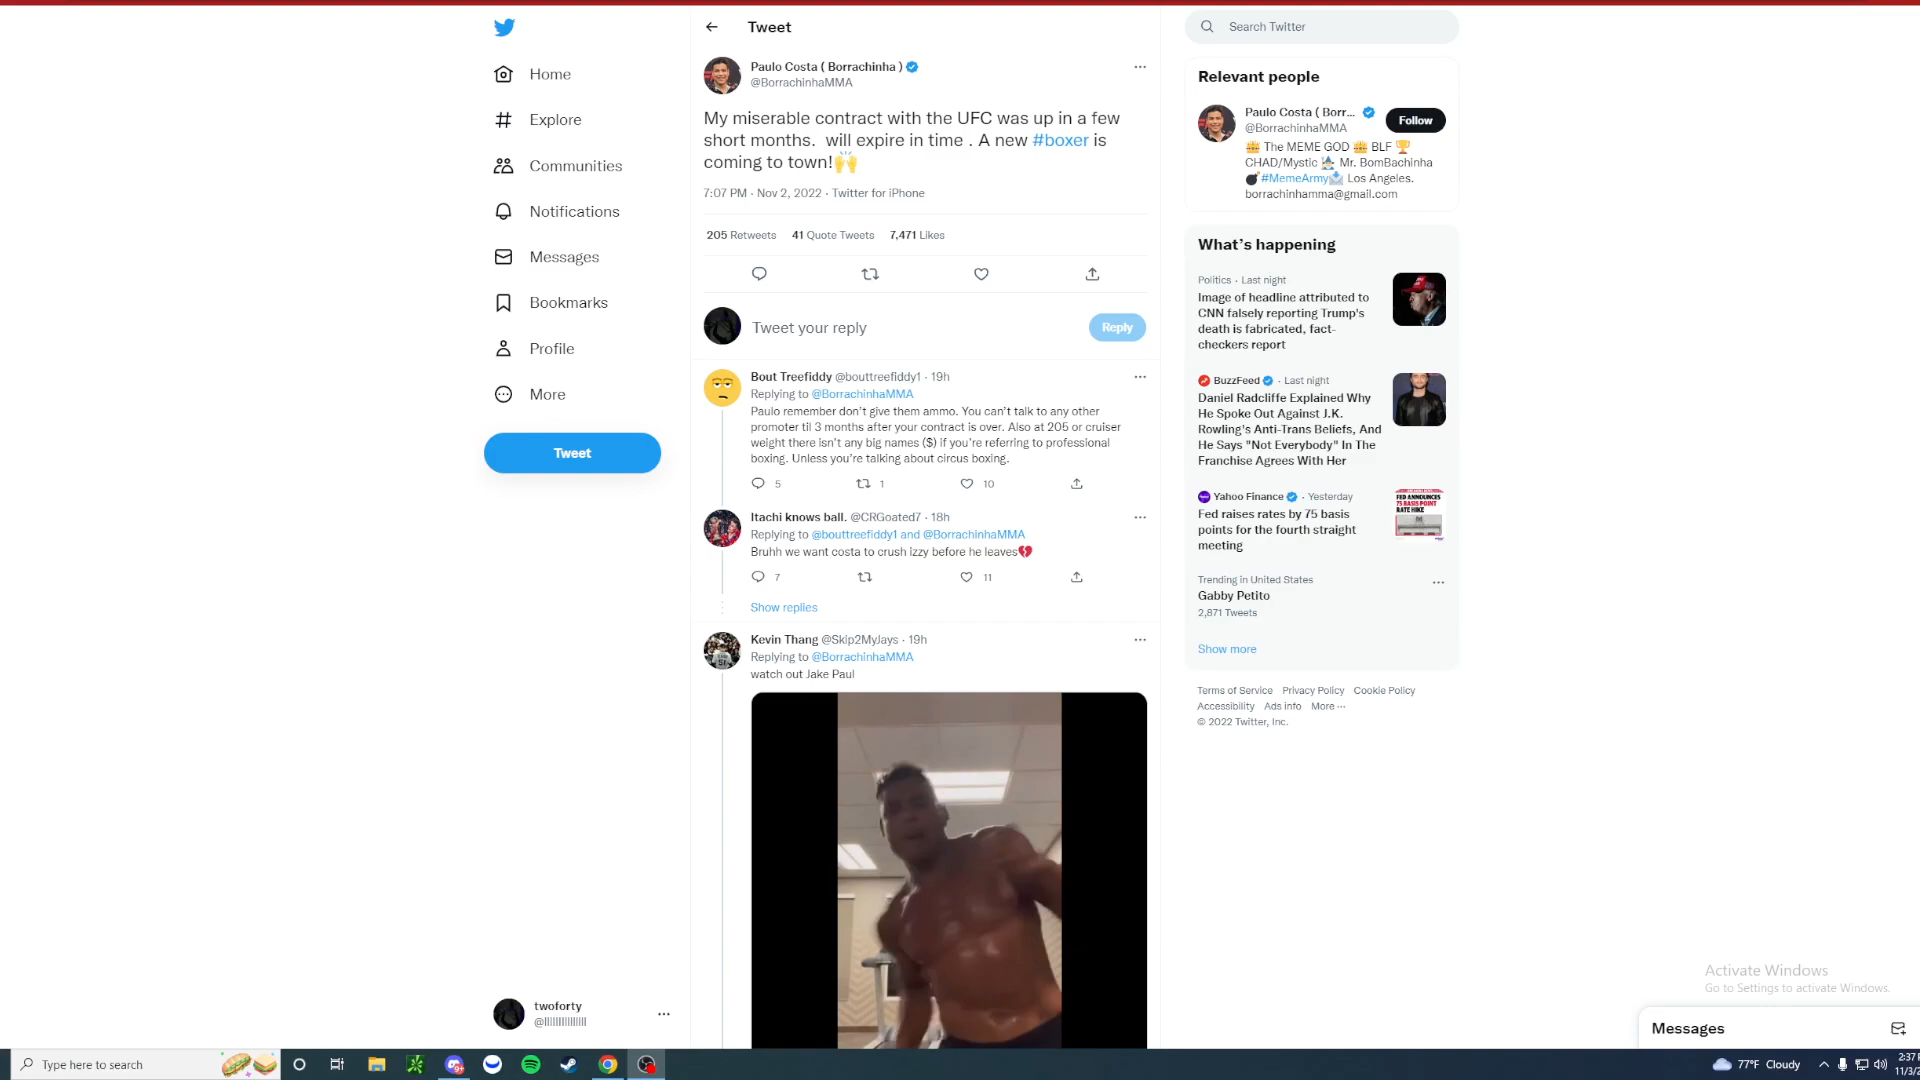 Home
Explore
Communities
Notifications
Messages
Bookmarks
Profile
More
Tweet
twoforty
Tweet
Paulo Costa ( Borrachinha )
@BorrachinhaMMA
My miserable contract with the UFC was up in a few
short months. will expire in time . A new #boxer is
coming to town!🙌
7:07 PM · Nov 2, 2022 · Twitter for iPhone
205 Retweets 41 Quote Tweets 7,471 Likes
Tweet your reply
Reply
Bout Treefiddy @bouttreefiddy1 · 19h
Replying to @BorrachinhaMMA
Paulo remember don't give them ammo. You can't talk to any other
promoter til 3 months after your contract is over. Also at 205 or cruiser
weight there isn't any big names ($) if you're referring to professional
boxing. Unless you're talking about circus boxing.
5 1 10
Itachi knows ball. @CRGoated7 · 18h
Replying to @bouttreefiddy1 and @BorrachinhaMMA
Bruhh we want costa to crush izzy before he leaves💔
7 11
Show replies
Kevin Thang @Skip2MyJays · 19h
Replying to @BorrachinhaMMA
watch out Jake Paul
Search Twitter
Relevant people
Paulo Costa ( Borr...
@BorrachinhaMMA
Follow
The MEME GOD BLF 🏆
CHAD/Mystic Mr. BomBachinha
💣#MemeArmy📩 Los Angeles.
borrachinhamma@gmail.com
What's happening
Politics · Last night
Image of headline attributed to
CNN falsely reporting Trump's
death is fabricated, fact-
checkers report
BuzzFeed · Last night
Daniel Radcliffe Explained Why
He Spoke Out Against J.K.
Rowling's Anti-Trans Beliefs, And
He Says "Not Everybody" In The
Franchise Agrees With Her
Yahoo Finance · Yesterday
Fed raises rates by 75 basis
points for the fourth straight
meeting
FED ANNOUNCES
75 BASIS POINT
RATE HIKE
Trending in United States
Gabby Petito
2,871 Tweets
Show more
Terms of Service Privacy Policy Cookie Policy
Accessibility Ads info More ···
© 2022 Twitter, Inc.
Activate Windows
Go to Settings to activate Windows.
Messages
Type here to search
77°F Cloudy
2:37
11/3/2